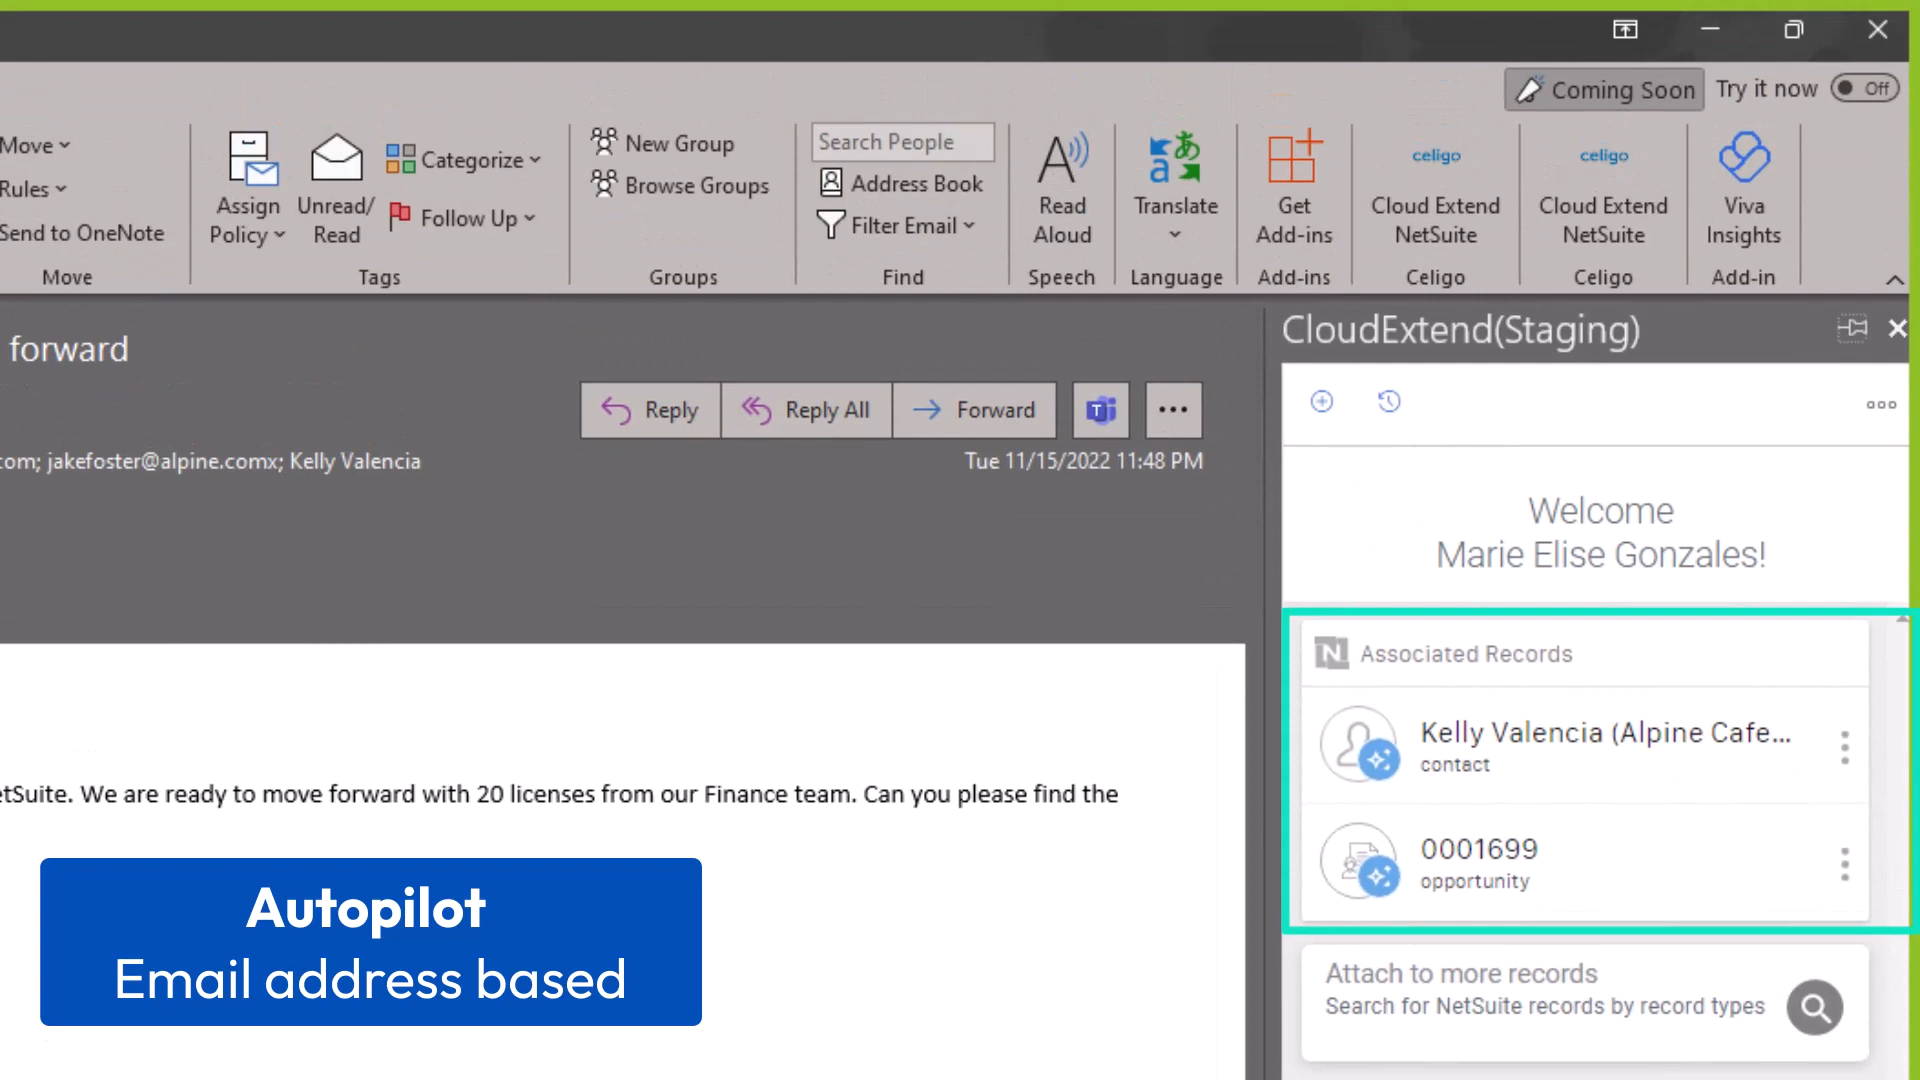 Coming Soon
Try it now
Off
Move
Rules
Send to OneNote
Move
Assign
Policy
Unread/
Read
Categorize
Follow Up
Tags
New Group
Browse Groups
Groups
Search People
Address Book
Filter Email
Find
Read
Aloud
Speech
Translate
Language
Get
Add-ins
Add-ins
celigo
Cloud Extend
NetSuite
Celigo
celigo
Cloud Extend
NetSuite
Celigo
Viva
Insights
Add-in
forward
Reply
Reply All
Forward
com; jakefoster@alpine.comx; Kelly Valencia
Tue 11/15/2022 11:48 PM
etSuite. We are ready to move forward with 20 licenses from our Finance team. Can you please find the
Autopilot
Email address based
CloudExtend(Staging)
Welcome
Marie Elise Gonzales!
Associated Records
Kelly Valencia (Alpine Cafe...
contact
0001699
opportunity
Attach to more records
Search for NetSuite records by record types